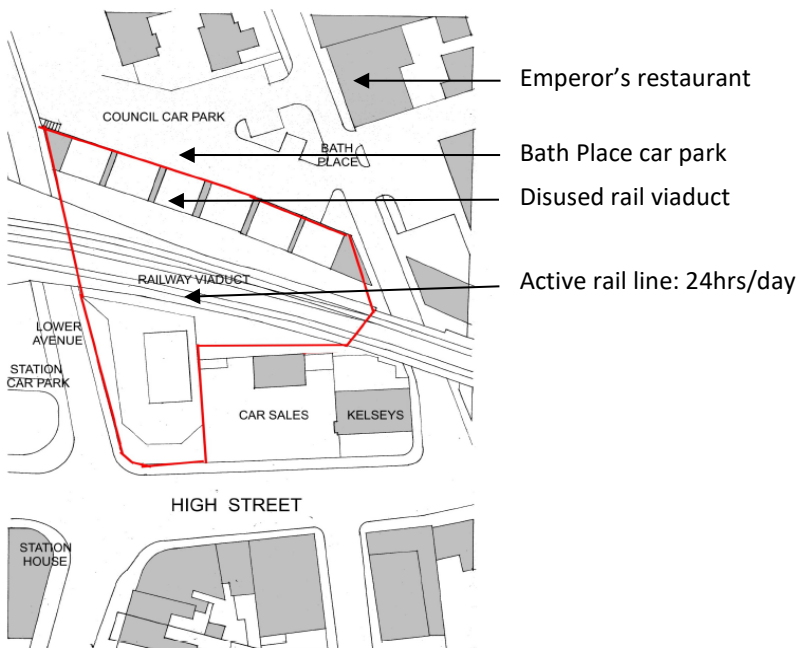 Emperor's restaurant
COUNCIL CAR PARK
BATH
PLACE
Bath Place car park
Disused rail viaduct
RAILWAY VIADUCT
Active rail line: 24hrs/day
LOWER
AVENUE
STATION
CAR PARK
CAR SALES
KELSEYS
HIGH STREET
STATION
HOUSE